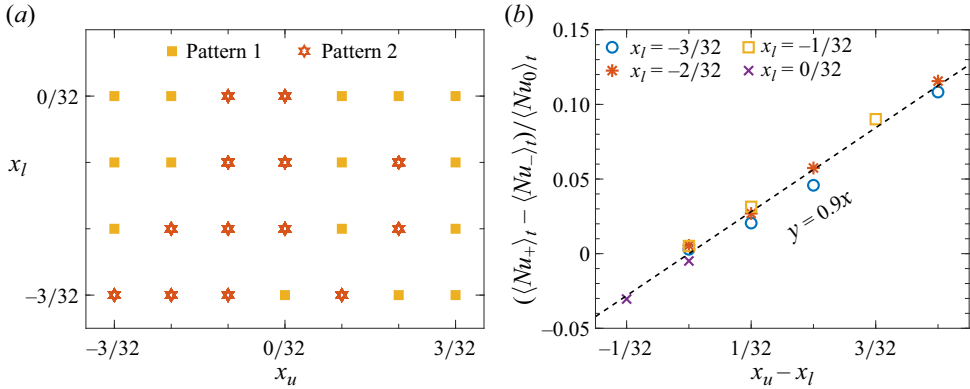 (a)
Pattern 1 Pattern 2
0/32
x_l
−3/32
−3/32 0/32 3/32
x_u
(b)
0.15
x_l = −3/32 x_l = −1/32
x_l = −2/32 x_l = 0/32
0.10
0.05
0
−0.05
y = 0.9x
(⟨Nu_+⟩_t − ⟨Nu_−⟩_t)/⟨Nu_0⟩_t
−1/32 1/32 3/32
x_u − x_l